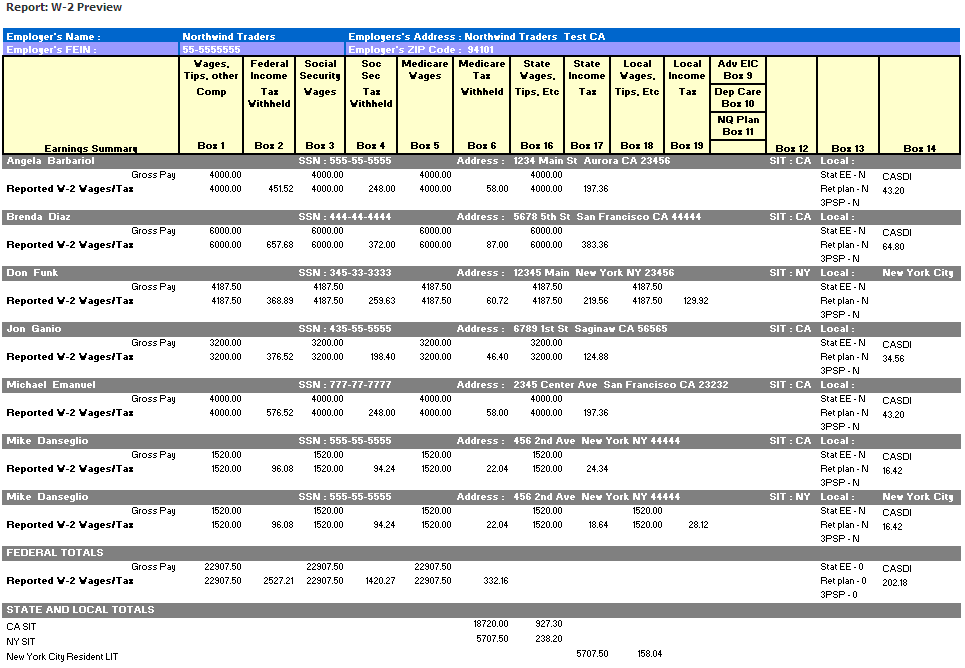 Report: W-2 Preview
Employer's Name : Northwind Traders Employers's Address : Northwind Traders Test CA
Employer's FEIN : 55-5555555 Employer's ZIP Code : 94101
Earnings Summary
Wages, Tips, other Comp Box 1
Federal Income Tax Withheld Box 2
Social Security Wages Box 3
Soc Sec Tax Withheld Box 4
Medicare Wages Box 5
Medicare Tax Withheld Box 6
State Wages, Tips, Etc Box 16
State Income Tax Box 17
Local Wages, Tips, Etc Box 18
Local Income Tax Box 19
Adv EIC Box 9
Dep Care Box 10
NQ Plan Box 11
Box 12
Box 13
Box 14
Angela Barbariol SSN : 555-55-5555 Address : 1234 Main St Aurora CA 23456 SIT : CA Local :
Gross Pay 4000.00 4000.00 4000.00 4000.00 Stat EE - N CASDI
Reported W-2 Wages/Tax 4000.00 451.52 4000.00 248.00 4000.00 58.00 4000.00 197.36 Ret plan - N 43.20
3PSP - N
Brenda Diaz SSN : 444-44-4444 Address : 5678 5th St San Francisco CA 44444 SIT : CA Local :
Gross Pay 6000.00 6000.00 6000.00 6000.00 Stat EE - N CASDI
Reported W-2 Wages/Tax 6000.00 657.68 6000.00 372.00 6000.00 87.00 6000.00 383.36 Ret plan - N 64.80
3PSP - N
Don Funk SSN : 345-33-3333 Address : 12345 Main New York NY 23456 SIT : NY Local : New York City
Gross Pay 4187.50 4187.50 4187.50 4187.50 4187.50 Stat EE - N
Reported W-2 Wages/Tax 4187.50 368.89 4187.50 259.63 4187.50 60.72 4187.50 219.56 4187.50 129.92 Ret plan - N
3PSP - N
Jon Ganio SSN : 435-55-5555 Address : 6789 1st St Saginaw CA 56565 SIT : CA Local :
Gross Pay 3200.00 3200.00 3200.00 3200.00 Stat EE - N CASDI
Reported W-2 Wages/Tax 3200.00 376.52 3200.00 198.40 3200.00 46.40 3200.00 124.88 Ret plan - N 34.56
3PSP - N
Michael Emanuel SSN : 777-77-7777 Address : 2345 Center Ave San Francisco CA 23232 SIT : CA Local :
Gross Pay 4000.00 4000.00 4000.00 4000.00 Stat EE - N CASDI
Reported W-2 Wages/Tax 4000.00 576.52 4000.00 248.00 4000.00 58.00 4000.00 197.36 Ret plan - N 43.20
3PSP - N
Mike Danseglio SSN : 555-55-5555 Address : 456 2nd Ave New York NY 44444 SIT : CA Local :
Gross Pay 1520.00 1520.00 1520.00 1520.00 Stat EE - N CASDI
Reported W-2 Wages/Tax 1520.00 96.08 1520.00 94.24 1520.00 22.04 1520.00 24.34 Ret plan - N 16.42
3PSP - N
Mike Danseglio SSN : 555-55-5555 Address : 456 2nd Ave New York NY 44444 SIT : NY Local : New York City
Gross Pay 1520.00 1520.00 1520.00 1520.00 1520.00 Stat EE - N CASDI
Reported W-2 Wages/Tax 1520.00 96.08 1520.00 94.24 1520.00 22.04 1520.00 18.64 1520.00 28.12 Ret plan - N 16.42
3PSP - N
FEDERAL TOTALS
Gross Pay 22907.50 22907.50 22907.50 Stat EE - 0 CASDI
Reported W-2 Wages/Tax 22907.50 2527.21 22907.50 1420.27 22907.50 332.16 Ret plan - 0 202.18
3PSP - 0
STATE AND LOCAL TOTALS
CA SIT 18720.00 927.30
NY SIT 5707.50 238.20
New York City Resident LIT 5707.50 158.04